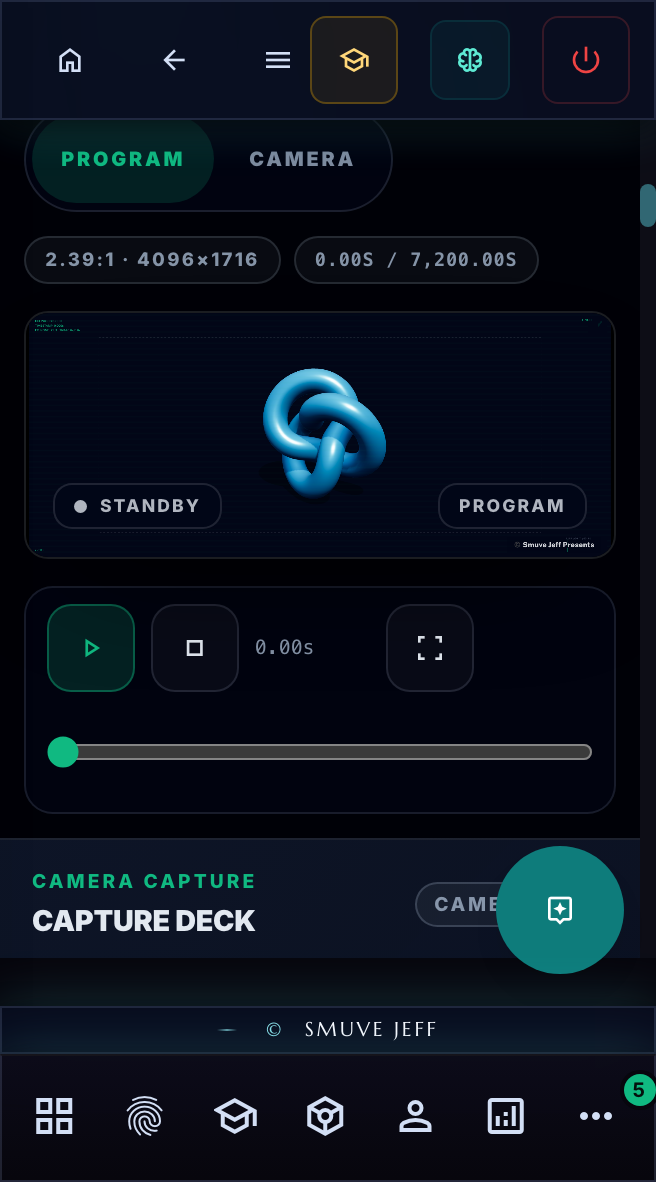 PROGRAM CAMERA
2.39:1 · 4096×1716 0.00S / 7,200.00S
STANDBY PROGRAM
© Smuve Jeff Presents
0.00s
CAMERA CAPTURE
CAPTURE DECK
CAME
— © SMUVE JEFF
5